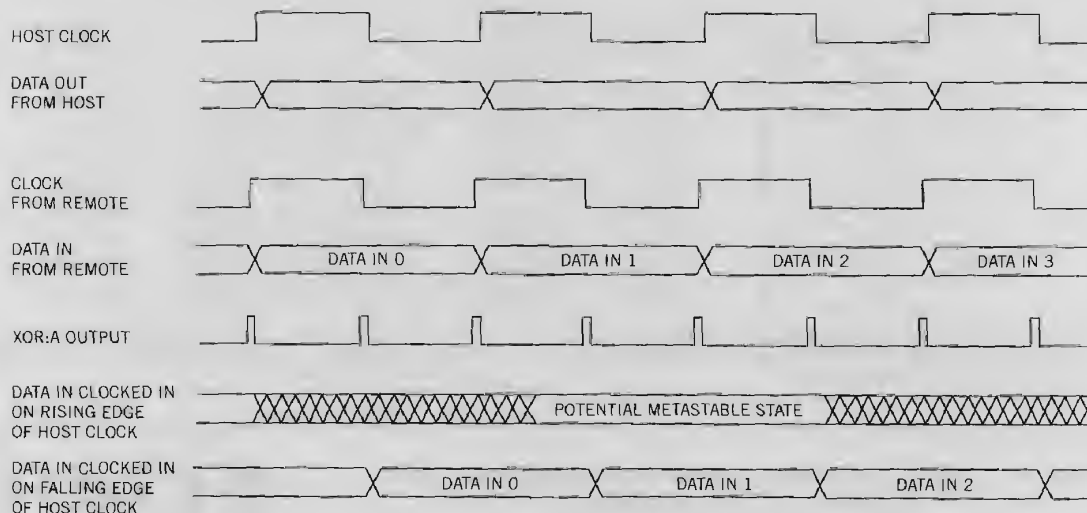 HOST CLOCK
DATA OUT
FROM HOST
CLOCK
FROM REMOTE
DATA IN
FROM REMOTE
DATA IN 0
DATA IN 1
DATA IN 2
DATA IN 3
XOR:A OUTPUT
DATA IN CLOCKED IN
ON RISING EDGE
OF HOST CLOCK
POTENTIAL METASTABLE STATE
DATA IN CLOCKED IN
ON FALLING EDGE
OF HOST CLOCK
DATA IN 0
DATA IN 1
DATA IN 2